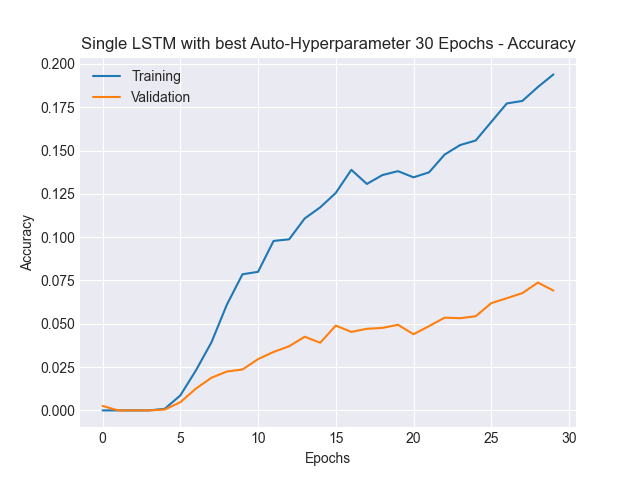 Single LSTM with best Auto-Hyperparameter 30 Epochs - Accuracy
Training
Validation
Accuracy
0.200
0.175
0.150
0.125
0.100
0.075
0.050
0.025
0.000
0 5 10 15 20 25 30
Epochs